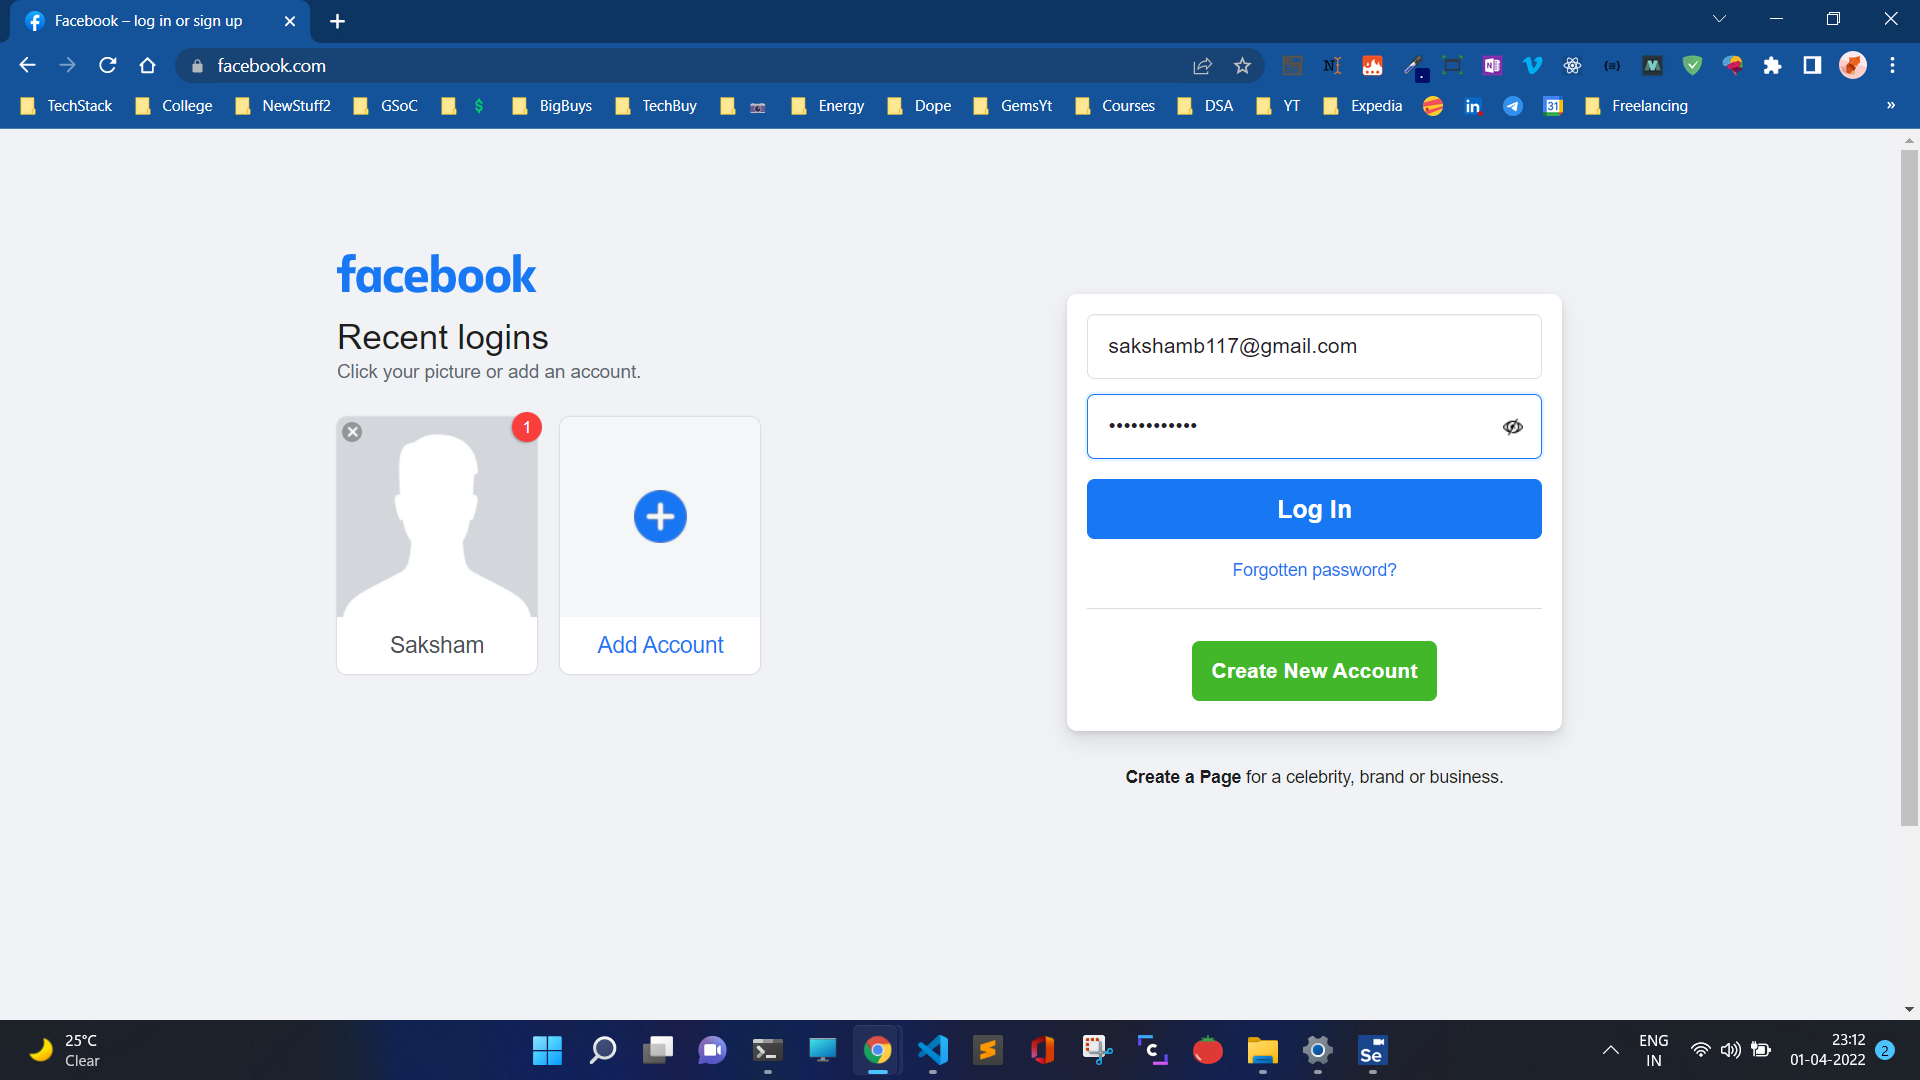 Facebook – log in or sign up
facebook.com
TechStack College NewStuff2 GSoC $ BigBuys TechBuy Energy Dope GemsYt Courses DSA YT Expedia in 31 Freelancing »
facebook
Recent logins
Click your picture or add an account.
1
Saksham
Add Account
sakshamb117@gmail.com
••••••••••••
Log In
Forgotten password?
Create New Account
Create a Page for a celebrity, brand or business.
25°C
Clear
Se
ENG
IN
23:12
01-04-2022
2